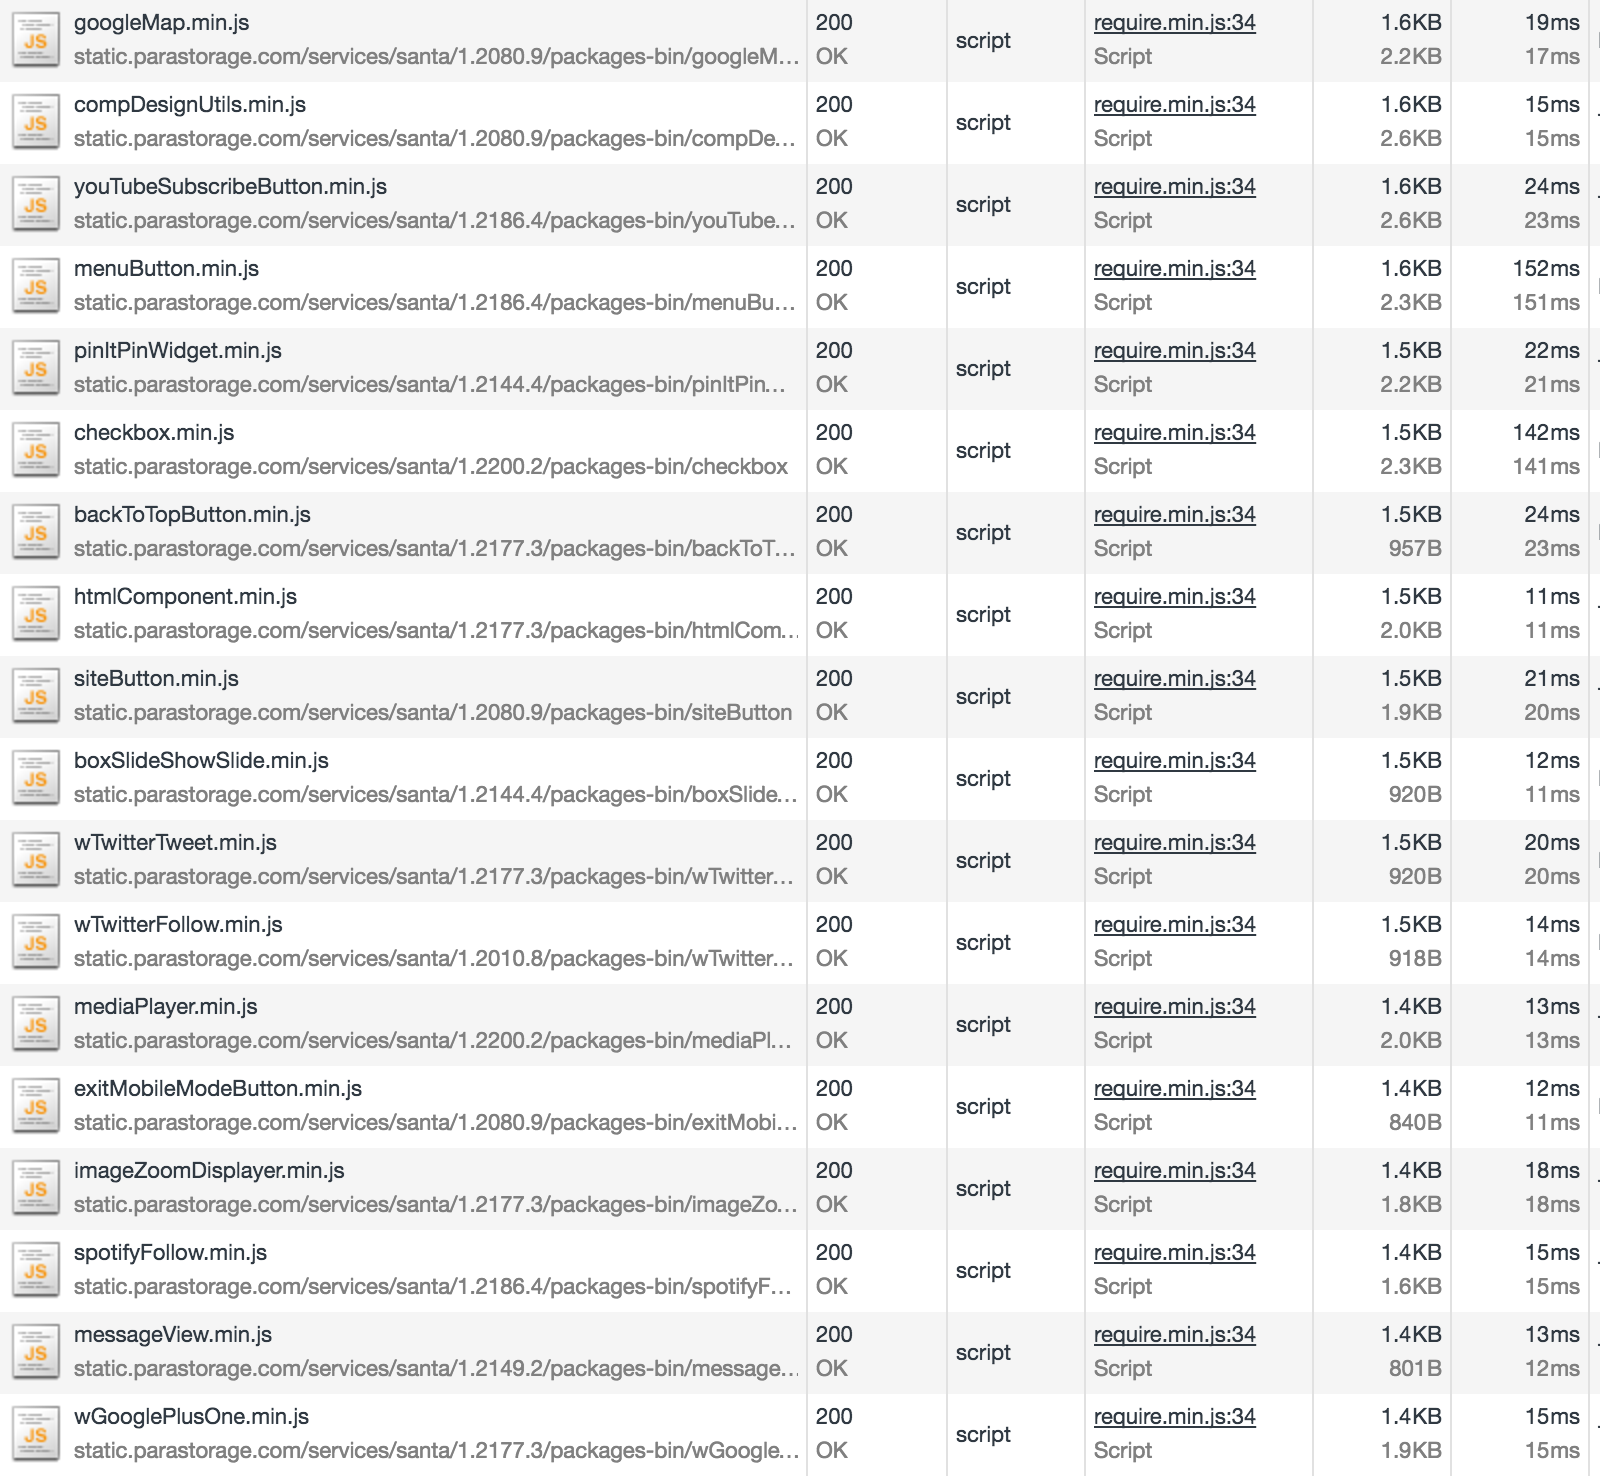 googleMap.min.js 200 script require.min.js:34 1.6KB 19ms
JS static.parastorage.com/services/santa/1.2080.9/packages-bin/googleM... OK Script 2.2KB 17ms
compDesignUtils.min.js 200 script require.min.js:34 1.6KB 15ms
JS static.parastorage.com/services/santa/1.2080.9/packages-bin/compDe... OK Script 2.6KB 15ms
youTubeSubscribeButton.min.js 200 script require.min.js:34 1.6KB 24ms
JS static.parastorage.com/services/santa/1.2186.4/packages-bin/youTube... OK Script 2.6KB 23ms
menuButton.min.js 200 script require.min.js:34 1.6KB 152ms
JS static.parastorage.com/services/santa/1.2186.4/packages-bin/menuBu... OK Script 2.3KB 151ms
pinItPinWidget.min.js 200 script require.min.js:34 1.5KB 22ms
JS static.parastorage.com/services/santa/1.2144.4/packages-bin/pinItPin... OK Script 2.2KB 21ms
checkbox.min.js 200 script require.min.js:34 1.5KB 142ms
JS static.parastorage.com/services/santa/1.2200.2/packages-bin/checkbox OK Script 2.3KB 141ms
backToTopButton.min.js 200 script require.min.js:34 1.5KB 24ms
JS static.parastorage.com/services/santa/1.2177.3/packages-bin/backToT... OK Script 957B 23ms
htmlComponent.min.js 200 script require.min.js:34 1.5KB 11ms
JS static.parastorage.com/services/santa/1.2177.3/packages-bin/htmlCom... OK Script 2.0KB 11ms
siteButton.min.js 200 script require.min.js:34 1.5KB 21ms
JS static.parastorage.com/services/santa/1.2080.9/packages-bin/siteButton OK Script 1.9KB 20ms
boxSlideShowSlide.min.js 200 script require.min.js:34 1.5KB 12ms
JS static.parastorage.com/services/santa/1.2144.4/packages-bin/boxSlide... OK Script 920B 11ms
wTwitterTweet.min.js 200 script require.min.js:34 1.5KB 20ms
JS static.parastorage.com/services/santa/1.2177.3/packages-bin/wTwitter... OK Script 920B 20ms
wTwitterFollow.min.js 200 script require.min.js:34 1.5KB 14ms
JS static.parastorage.com/services/santa/1.2010.8/packages-bin/wTwitter... OK Script 918B 14ms
mediaPlayer.min.js 200 script require.min.js:34 1.4KB 13ms
JS static.parastorage.com/services/santa/1.2200.2/packages-bin/mediaPl... OK Script 2.0KB 13ms
exitMobileModeButton.min.js 200 script require.min.js:34 1.4KB 12ms
JS static.parastorage.com/services/santa/1.2080.9/packages-bin/exitMobi... OK Script 840B 11ms
imageZoomDisplayer.min.js 200 script require.min.js:34 1.4KB 18ms
JS static.parastorage.com/services/santa/1.2177.3/packages-bin/imageZo... OK Script 1.8KB 18ms
spotifyFollow.min.js 200 script require.min.js:34 1.4KB 15ms
JS static.parastorage.com/services/santa/1.2186.4/packages-bin/spotifyF... OK Script 1.6KB 15ms
messageView.min.js 200 script require.min.js:34 1.4KB 13ms
JS static.parastorage.com/services/santa/1.2149.2/packages-bin/message... OK Script 801B 12ms
wGooglePlusOne.min.js 200 script require.min.js:34 1.4KB 15ms
JS static.parastorage.com/services/santa/1.2177.3/packages-bin/wGoogle... OK Script 1.9KB 15ms